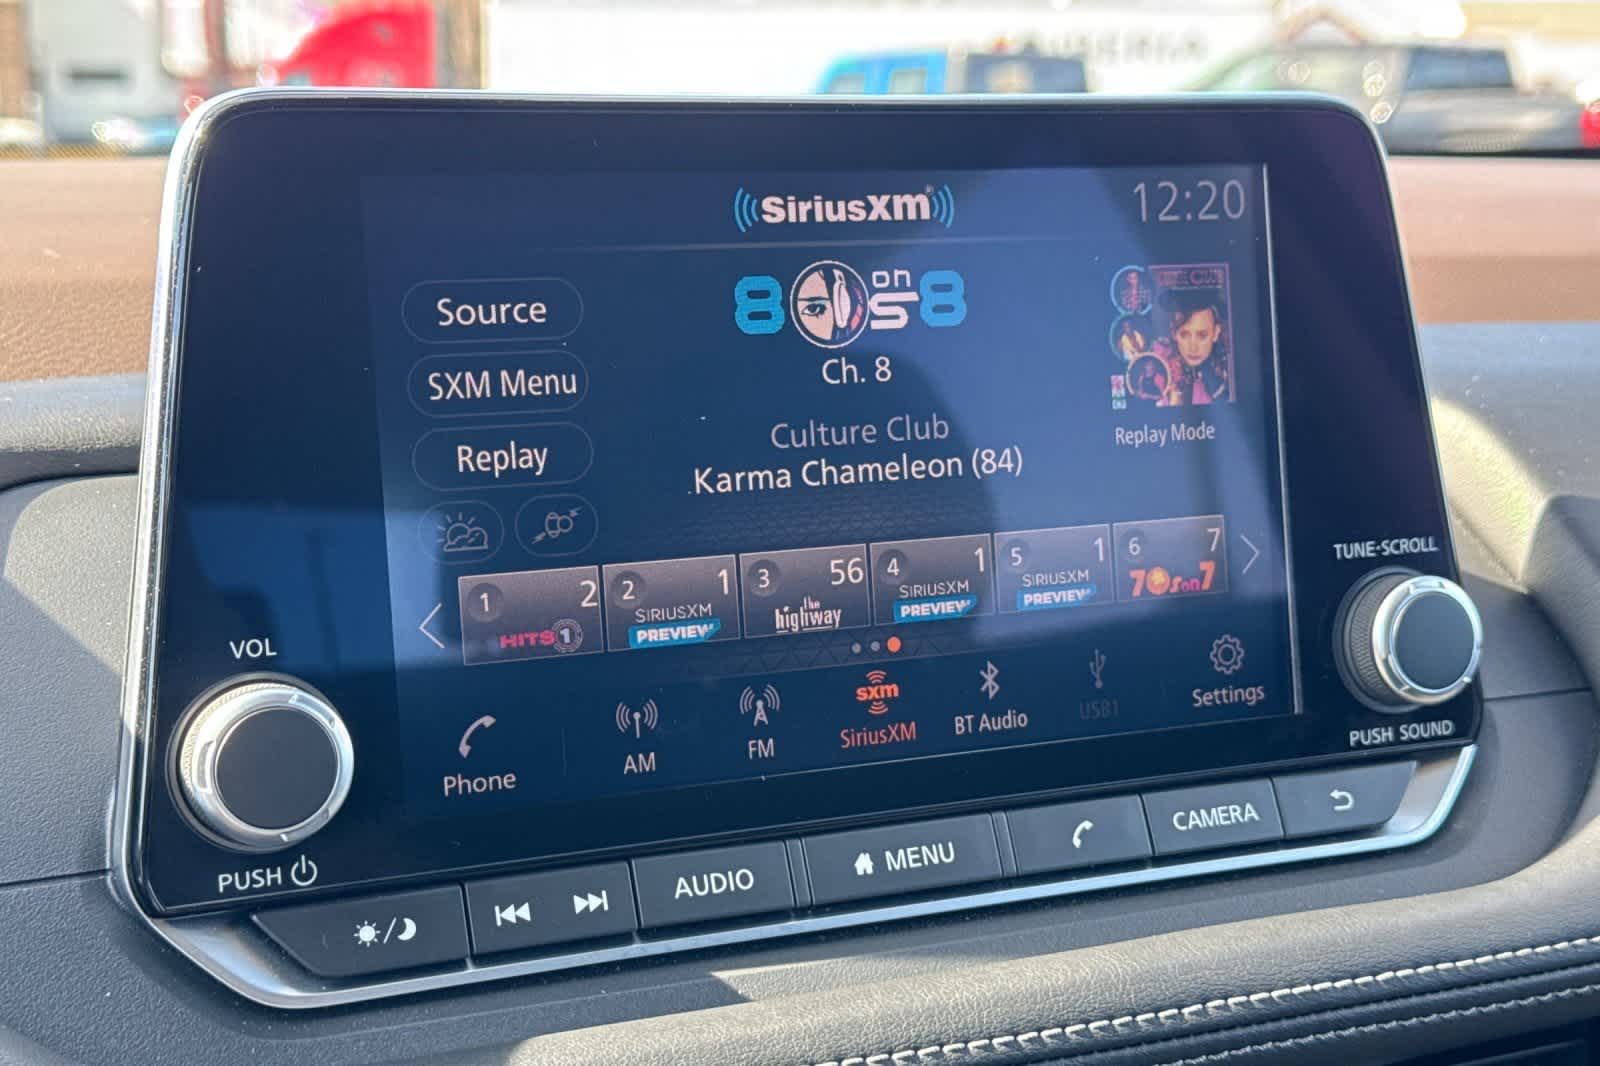 SiriusXM®
12:20
Source
80s on 8
CULTURE CLUB
Ch. 8
SXM Menu
Culture Club
Replay Mode
Replay
Karma Chameleon (84)
1 2
HITS 1
2 1
SIRIUSXM
PREVIEW
3 56
the
highway
4 1
SIRIUSXM
PREVIEW
5 1
SIRIUSXM
PREVIEW
6 7
70s on 7
Phone
AM
FM
sxm
SiriusXM
BT Audio
USB1
Settings
VOL
PUSH
TUNE·SCROLL
PUSH SOUND
AUDIO
MENU
CAMERA